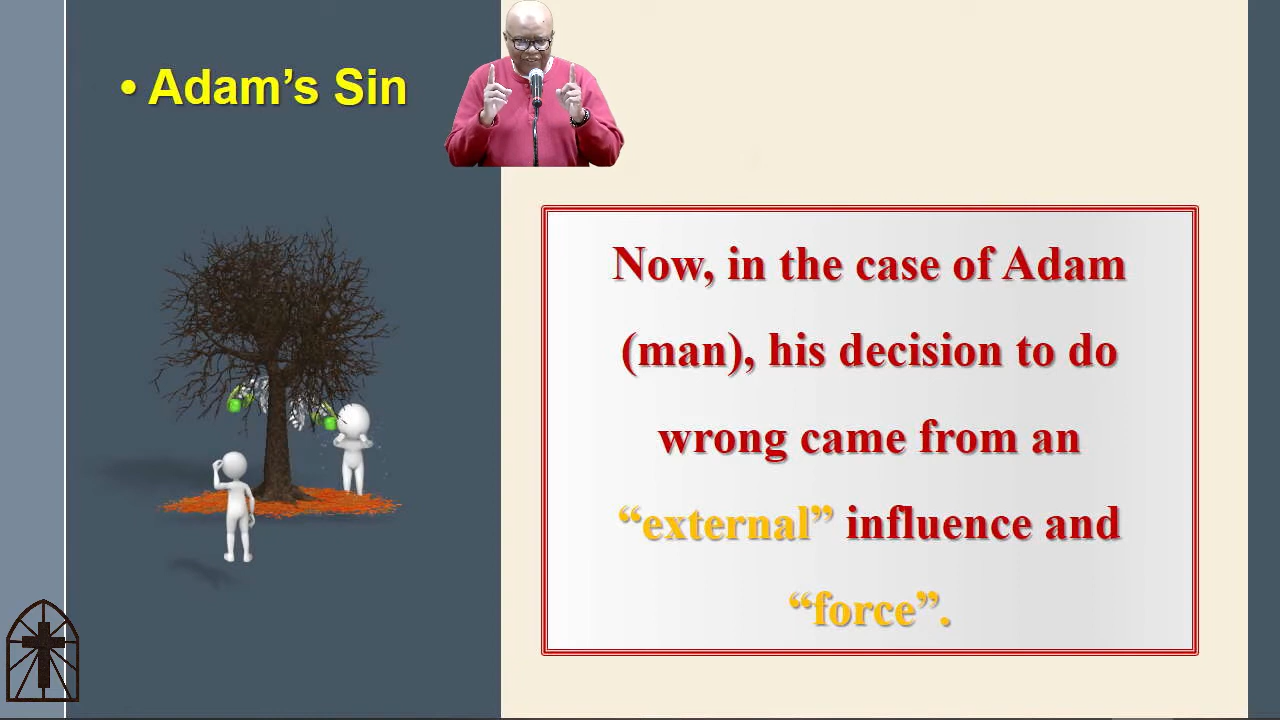 • Adam’s Sin
Now, in the case of Adam
(man), his decision to do
wrong came from an
“external” influence and
“force”.